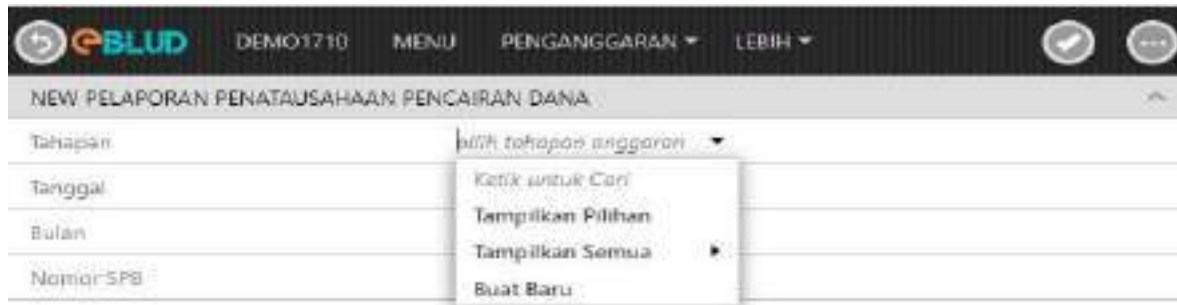 eBLUD DEMO1710 MENU PENGANGGARAN LEBIH
NEW PELAPORAN PENATAUSAHAAN PENCAIRAN DANA
Tahapan pilih tahapan anggaran
Tanggal Ketik untuk Cari
Tampilkan Pilihan
Bulan
Tampilkan Semua
Nomor SPB
Buat Baru